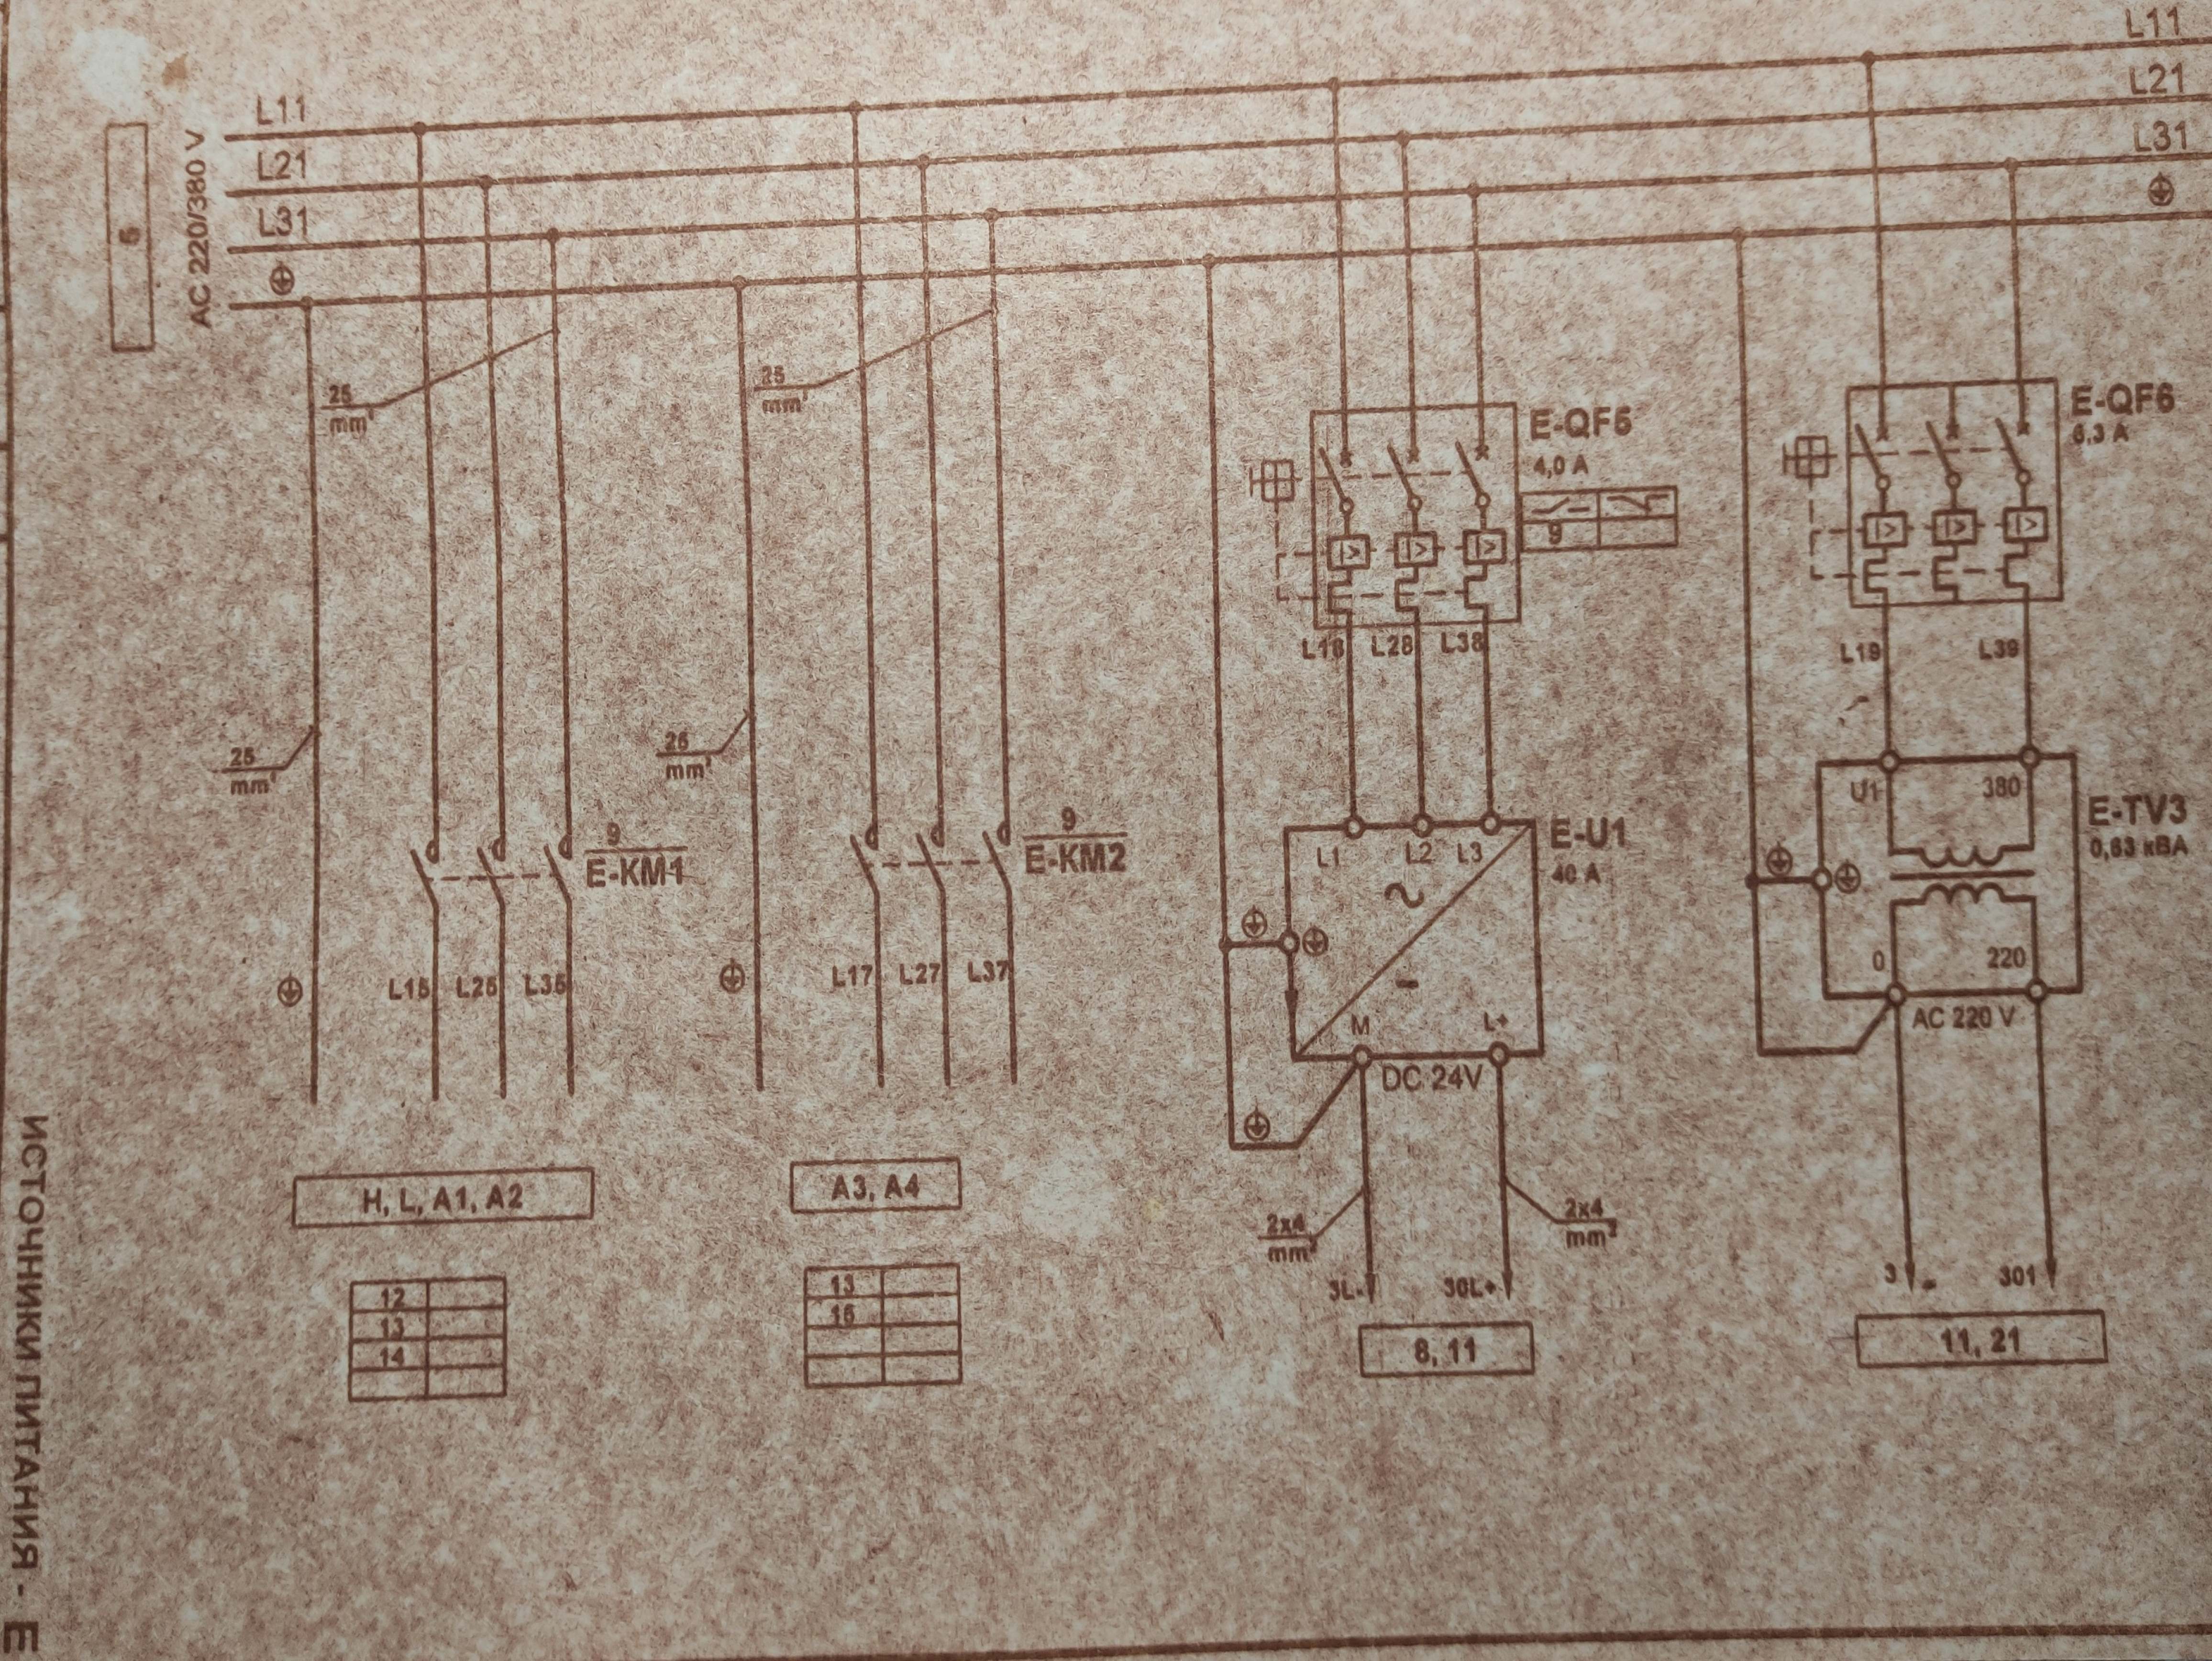 L11
L21
L31
AC 220/380 V
L11
L21
L31
25
mm²
25
mm²
25
mm²
mm²
9
E-KM1
9
E-KM2
L15
L25
L35
L17
L27
L37
E-QF5
4,0 A
9
I>
I>
I>
L18
L28
L38
E-QF6
6,3 A
I>
I>
I>
L19
L39
L1
L2
L3
E-U1
40 A
~
-
M
L+
DC 24V
U1
380
E-TV3
0,63 кВА
0
220
AC 220 V
2x4
mm²
2x4
mm²
3L-
30L+
3
301
H, L, A1, A2
A3, A4
8, 11
11, 21
12
13
14
13
ИСТОЧНИКИ ПИТАНИЯ - E